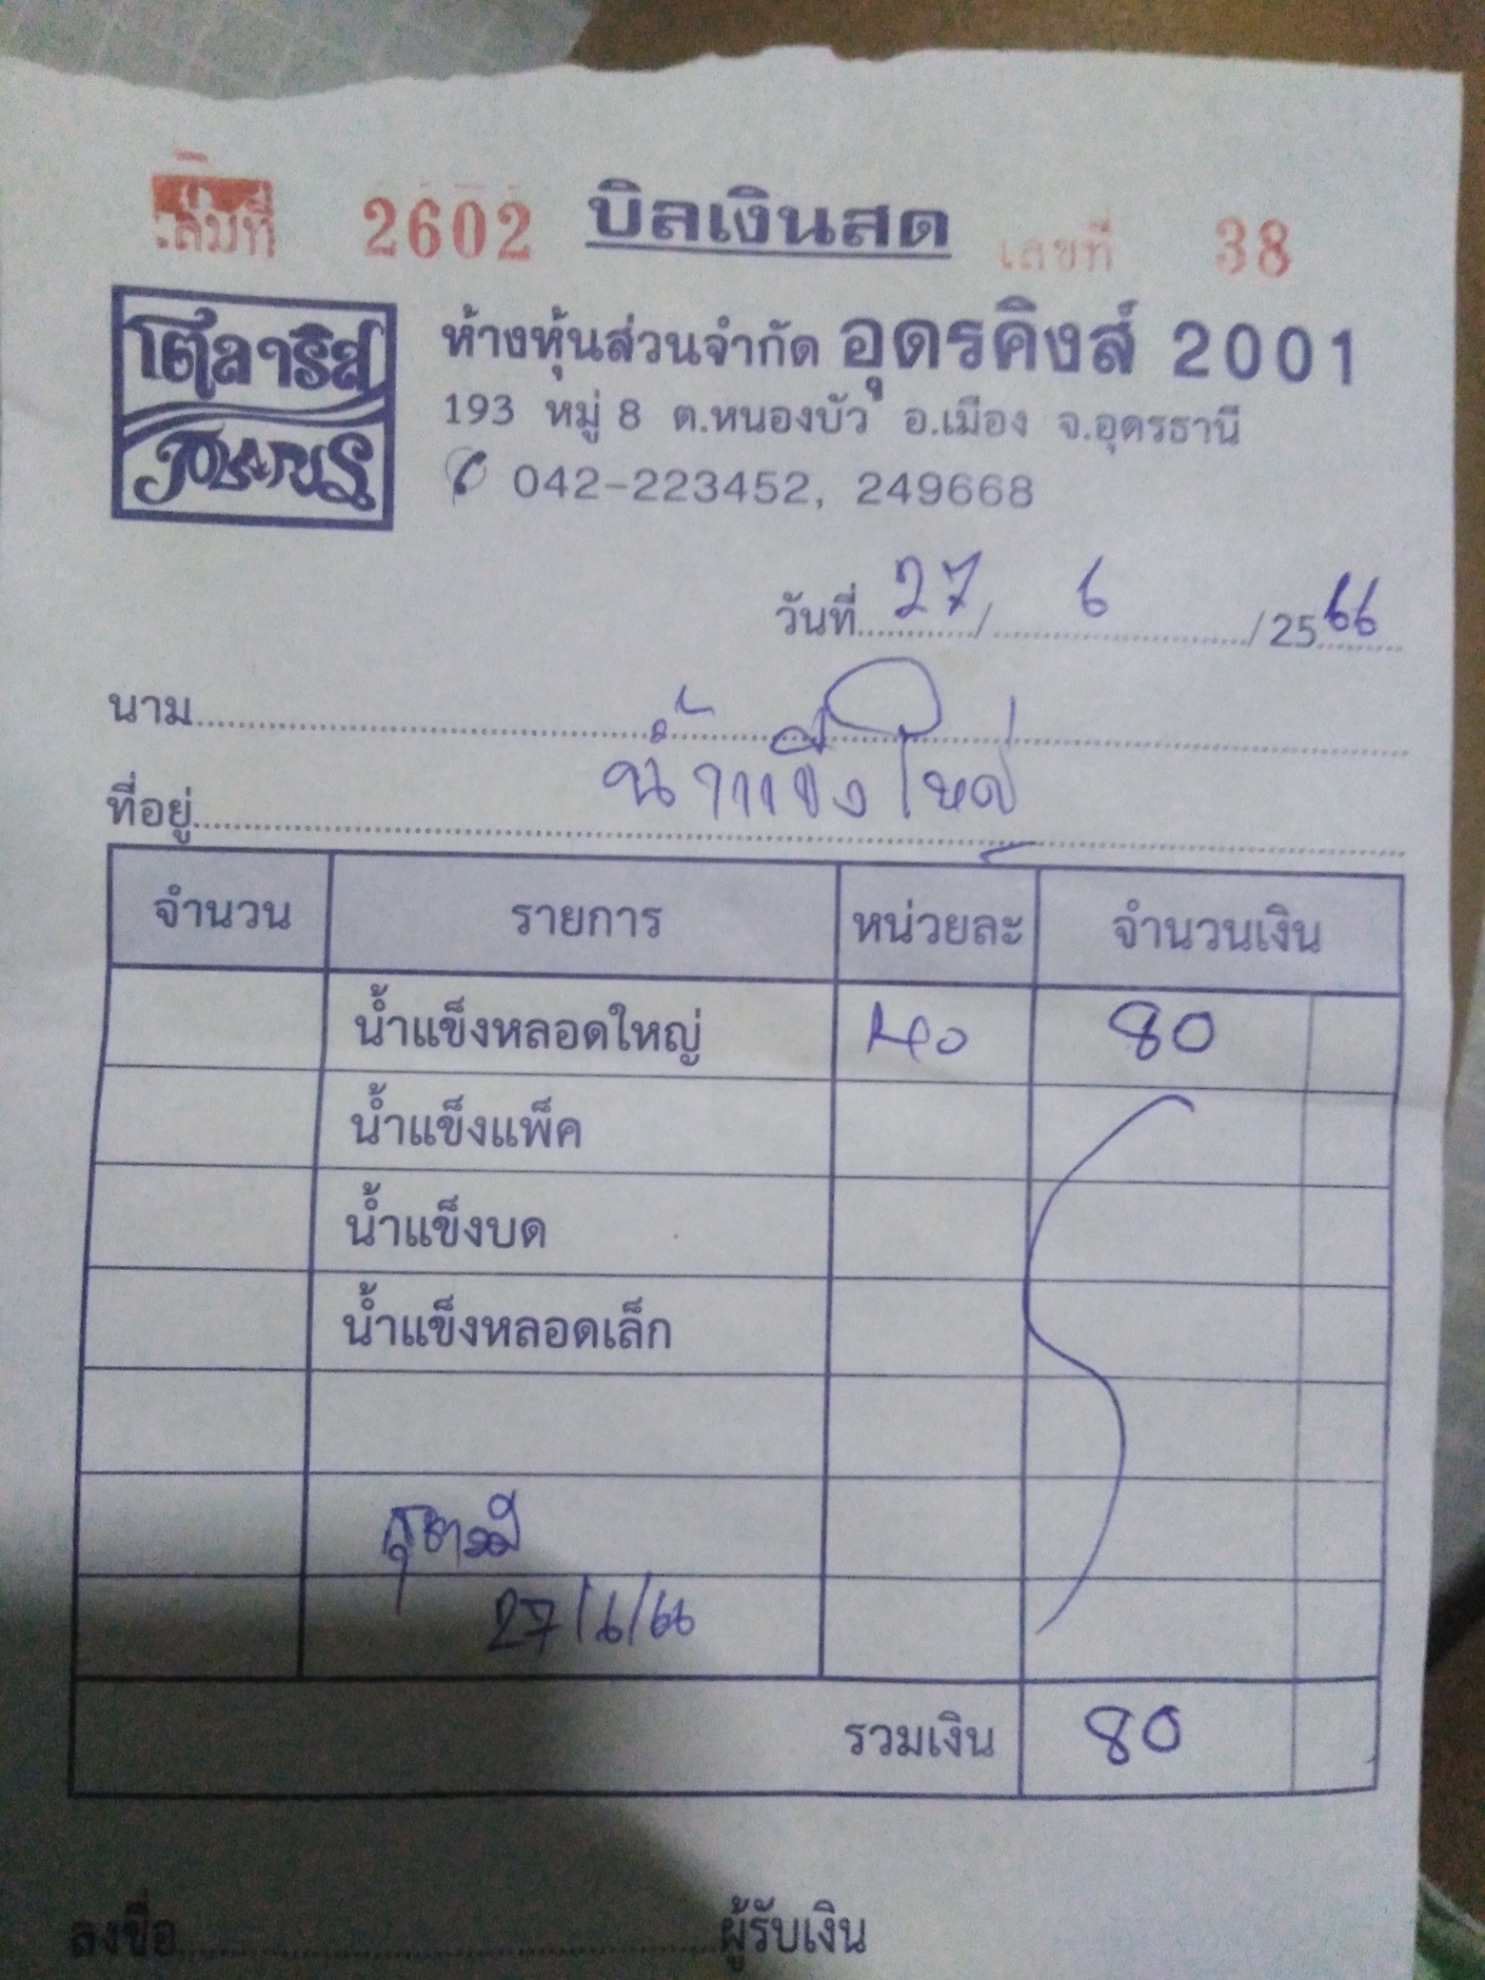 เล่มที่ 2602 บิลเงินสด เลขที่ 38
โตลาริส
ห้างหุ้นส่วนจำกัด อุดรคิงส์ 2001
193 หมู่ 8 ต.หนองบัว อ.เมือง จ.อุดรธานี
042-223452, 249668
วันที่ 27 / 6 / 2566
นาม
น้ำแข็งใหญ่
ที่อยู่
จำนวน รายการ หน่วยละ จำนวนเงิน
น้ำแข็งหลอดใหญ่ 40 80
น้ำแข็งแพ็ค
น้ำแข็งบด
น้ำแข็งหลอดเล็ก
27/6/66
รวมเงิน 80
ลงชื่อ ผู้รับเงิน